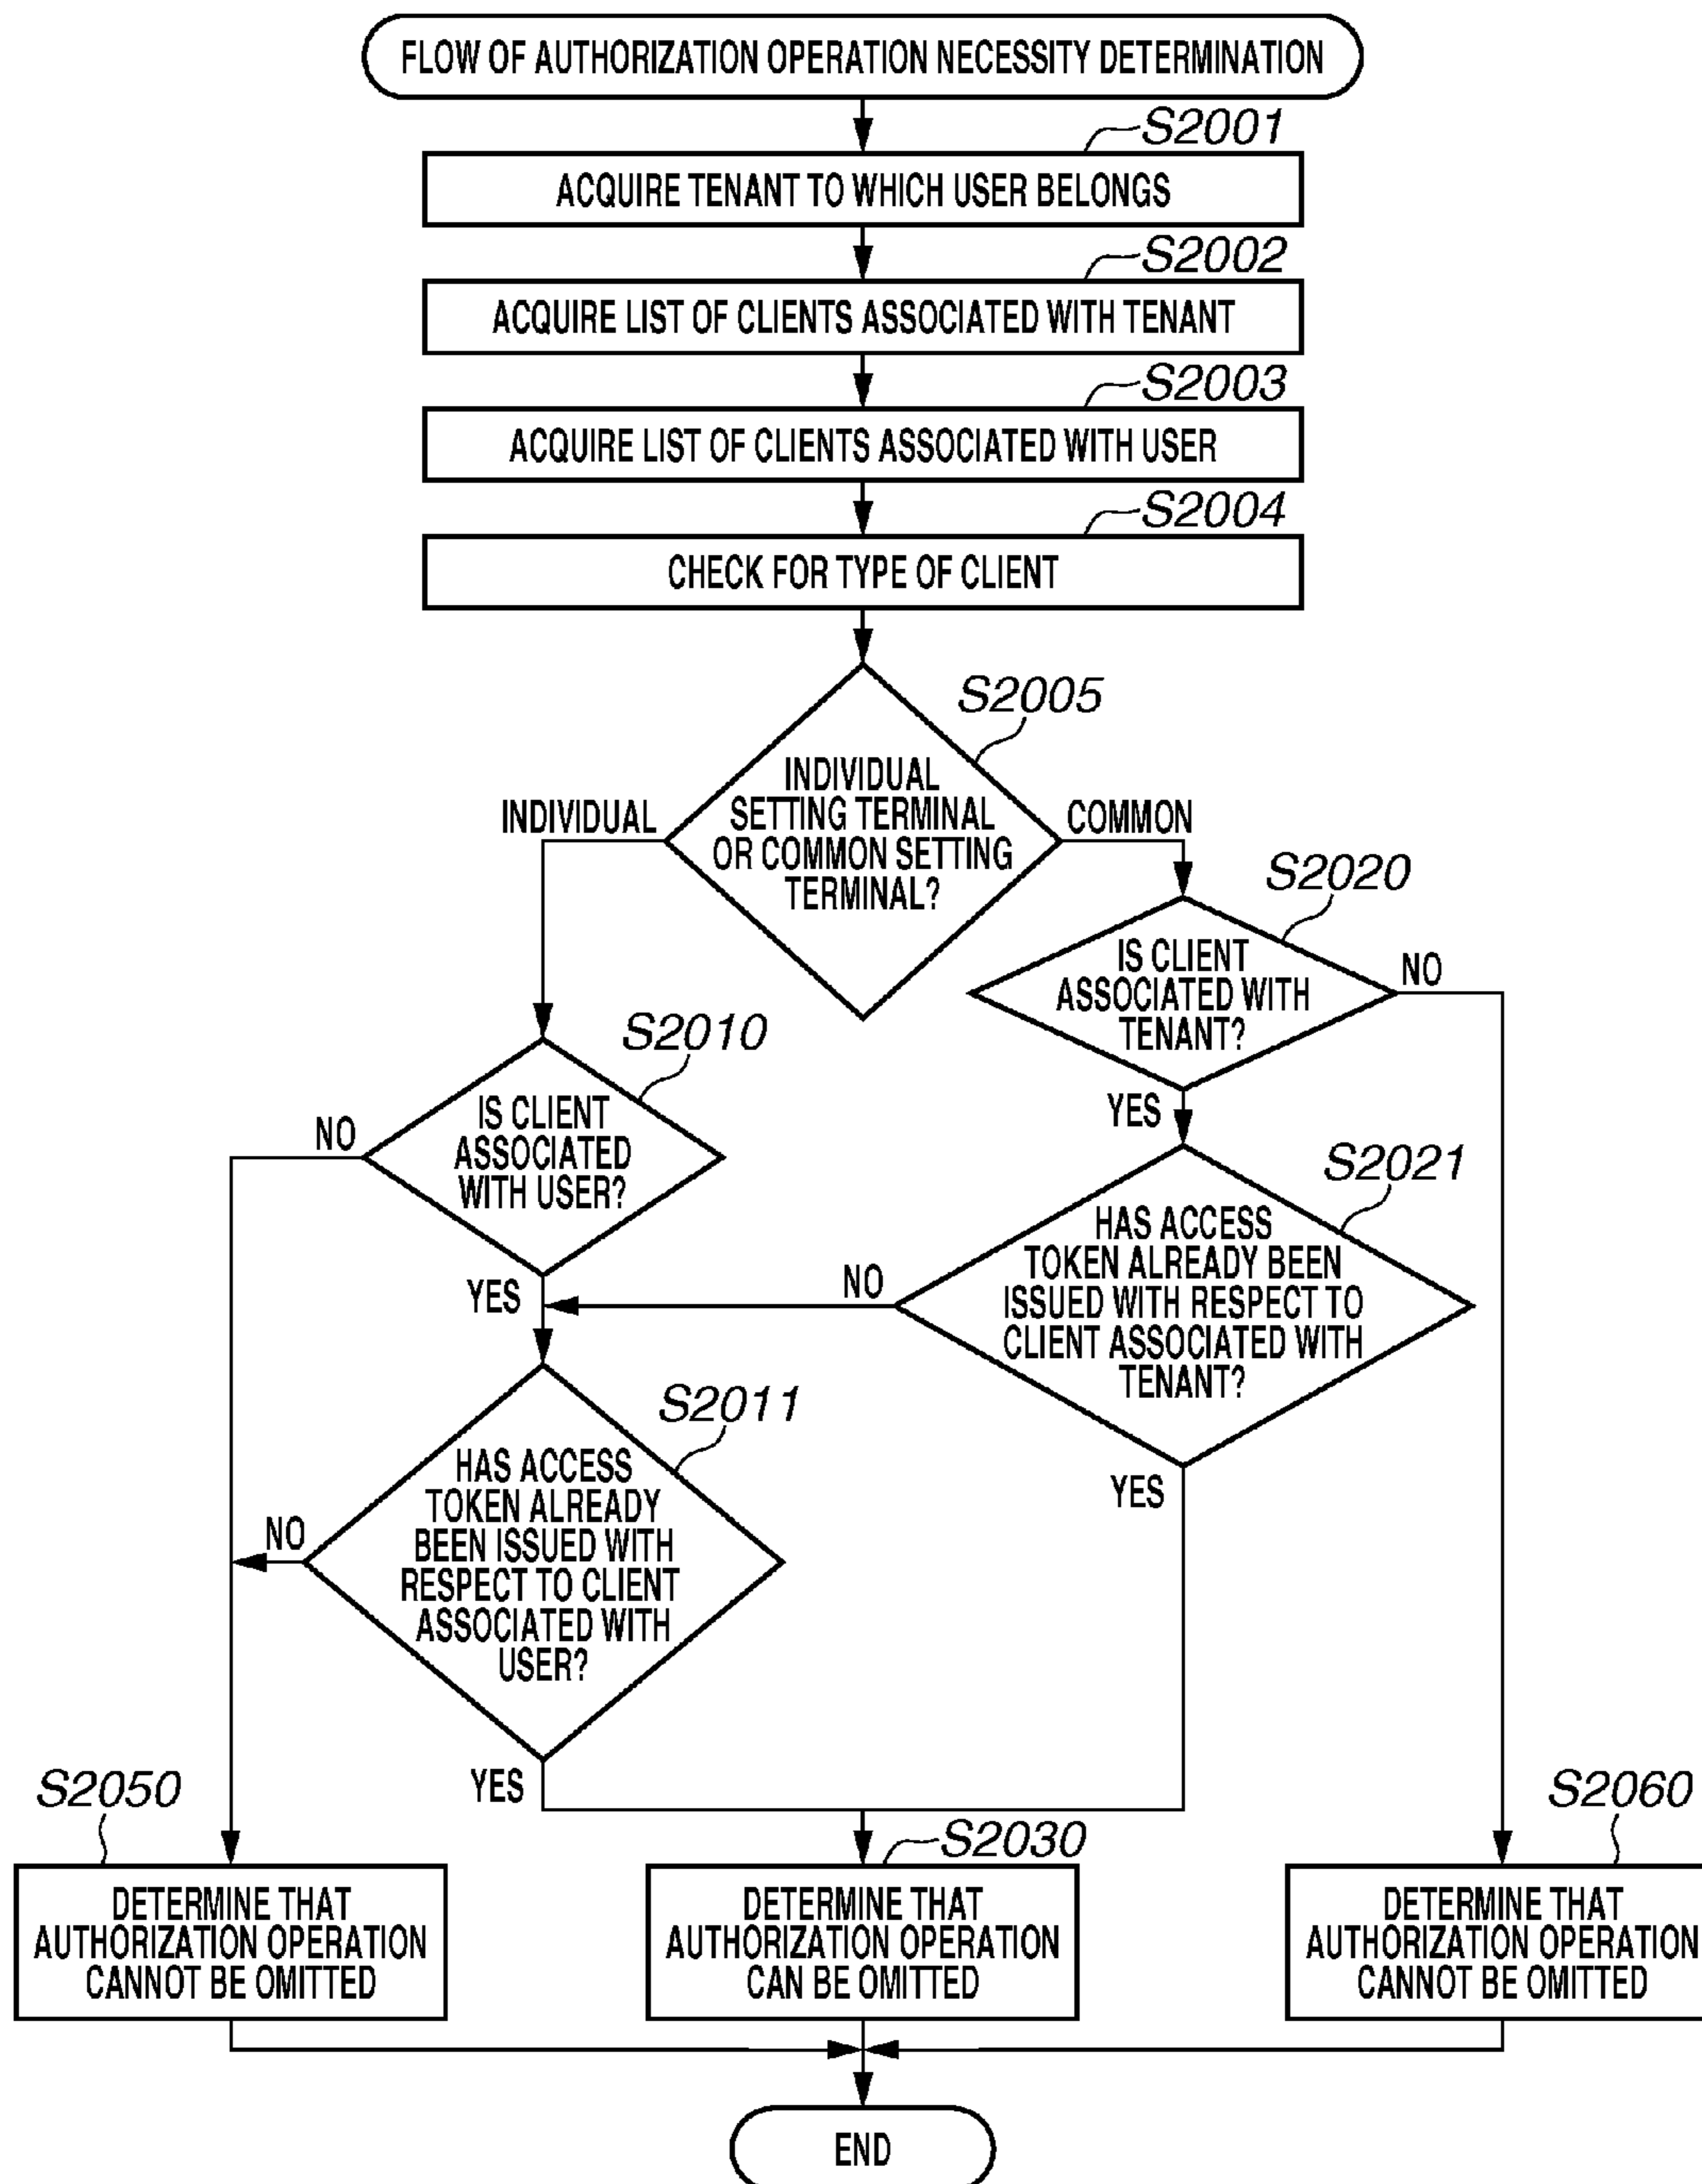 FLOW OF AUTHORIZATION OPERATION NECESSITY DETERMINATION
S2001
ACQUIRE TENANT TO WHICH USER BELONGS
S2002
ACQUIRE LIST OF CLIENTS ASSOCIATED WITH TENANT
S2003
ACQUIRE LIST OF CLIENTS ASSOCIATED WITH USER
S2004
CHECK FOR TYPE OF CLIENT
S2005
INDIVIDUAL
SETTING TERMINAL
OR COMMON SETTING
TERMINAL?
INDIVIDUAL
COMMON
S2020
IS CLIENT
ASSOCIATED WITH
TENANT?
NO
YES
S2010
IS CLIENT
ASSOCIATED
WITH USER?
NO
YES
S2021
HAS ACCESS
TOKEN ALREADY BEEN
ISSUED WITH RESPECT TO
CLIENT ASSOCIATED WITH
TENANT?
NO
YES
S2011
HAS ACCESS
TOKEN ALREADY
BEEN ISSUED WITH
RESPECT TO CLIENT
ASSOCIATED WITH
USER?
NO
YES
S2050
DETERMINE THAT
AUTHORIZATION OPERATION
CANNOT BE OMITTED
S2030
DETERMINE THAT
AUTHORIZATION OPERATION
CAN BE OMITTED
S2060
DETERMINE THAT
AUTHORIZATION OPERATION
CANNOT BE OMITTED
END